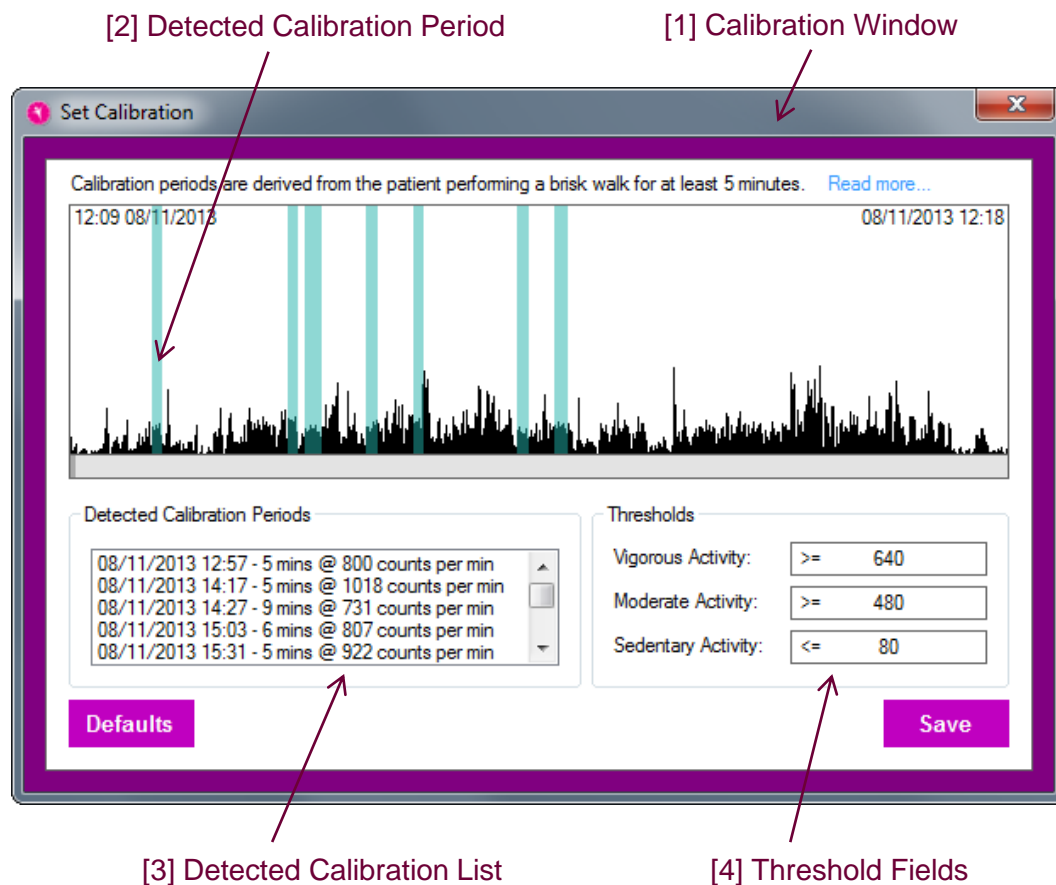 [2] Detected Calibration Period
[1] Calibration Window
Set Calibration
Calibration periods are derived from the patient performing a brisk walk for at least 5 minutes. Read more...
12:09 08/11/2013
08/11/2013 12:18
Detected Calibration Periods
08/11/2013 12:57 - 5 mins @ 800 counts per min
08/11/2013 14:17 - 5 mins @ 1018 counts per min
08/11/2013 14:27 - 9 mins @ 731 counts per min
08/11/2013 15:03 - 6 mins @ 807 counts per min
08/11/2013 15:31 - 5 mins @ 922 counts per min
Thresholds
Vigorous Activity: >= 640
Moderate Activity: >= 480
Sedentary Activity: <= 80
Defaults
Save
[3] Detected Calibration List
[4] Threshold Fields